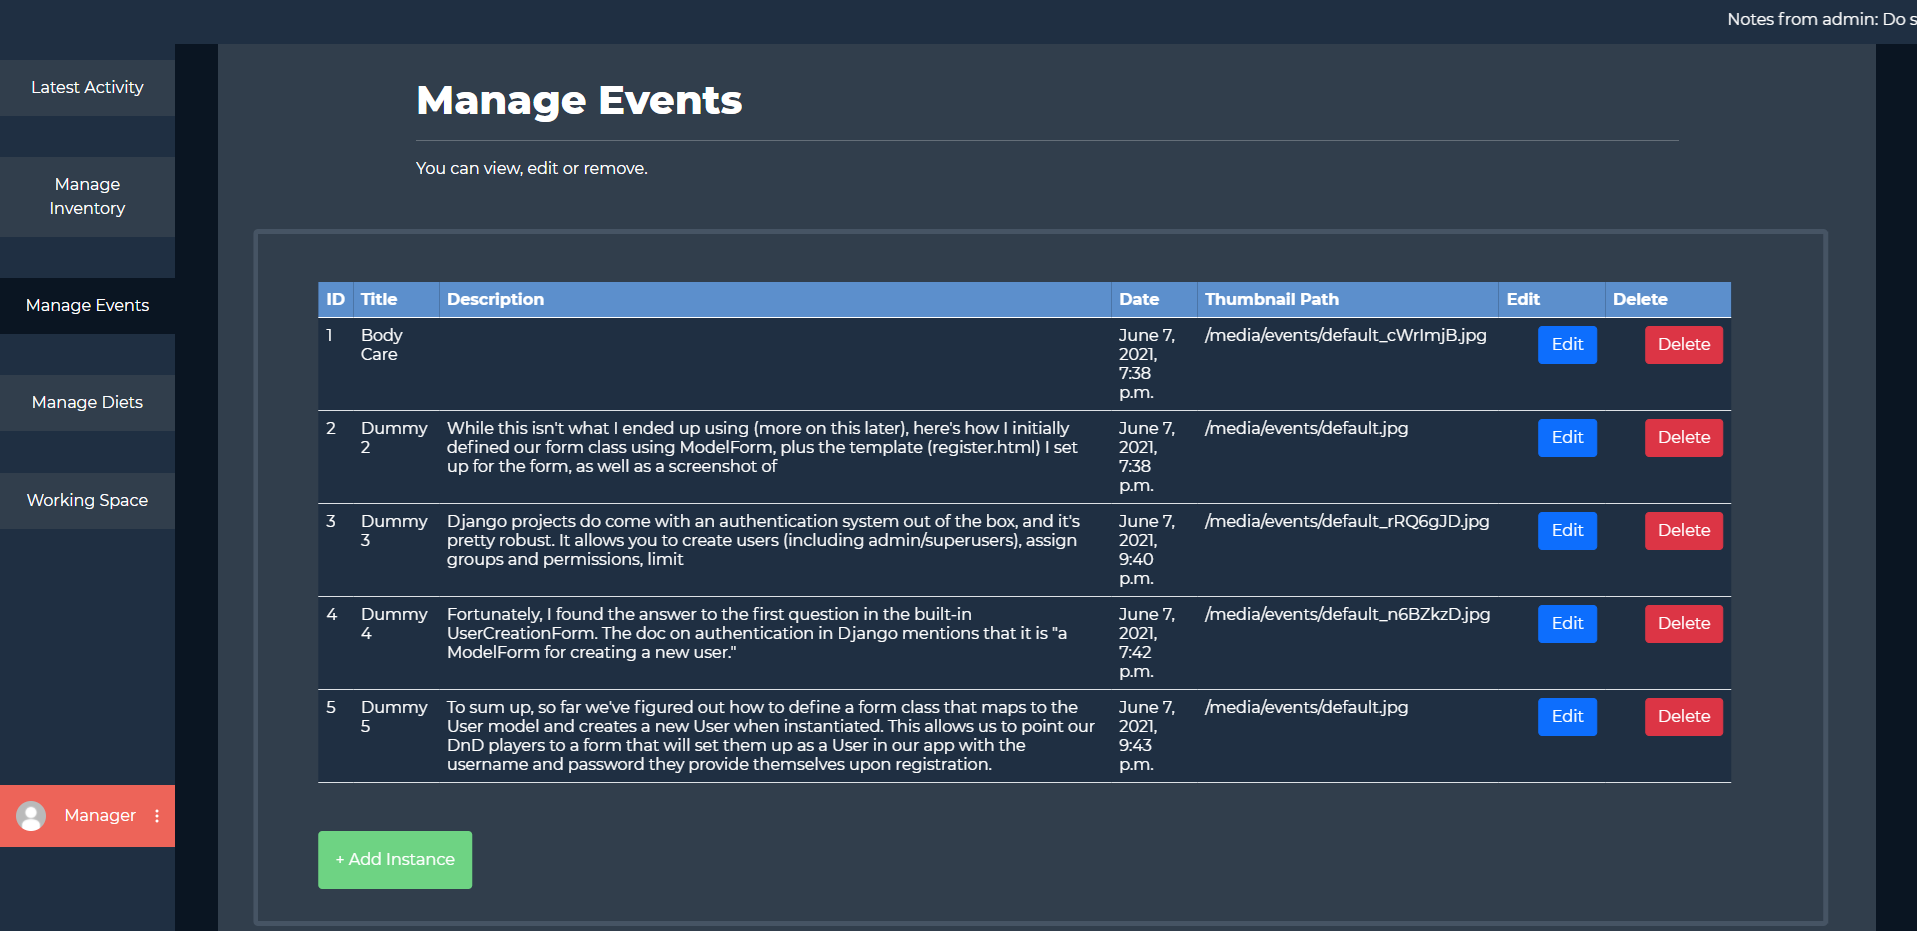 Notes from admin: Do s
Latest Activity
Manage
Inventory
Manage Events
Manage Diets
Working Space
Manager
Manage Events
You can view, edit or remove.
ID Title Description Date Thumbnail Path Edit Delete
1 Body June 7, /media/events/default_cWrImjB.jpg Edit Delete
Care 2021,
7:38
p.m.
2 Dummy While this isn't what I ended up using (more on this later), here's how I initially June 7, /media/events/default.jpg Edit Delete
2 defined our form class using ModelForm, plus the template (register.html) I set 2021,
up for the form, as well as a screenshot of 7:38
p.m.
3 Dummy Django projects do come with an authentication system out of the box, and it's June 7, /media/events/default_rRQ6gJD.jpg Edit Delete
3 pretty robust. It allows you to create users (including admin/superusers), assign 2021,
groups and permissions, limit 9:40
p.m.
4 Dummy Fortunately, I found the answer to the first question in the built-in June 7, /media/events/default_n6BZkzD.jpg Edit Delete
4 UserCreationForm. The doc on authentication in Django mentions that it is "a 2021,
ModelForm for creating a new user." 7:42
p.m.
5 Dummy To sum up, so far we've figured out how to define a form class that maps to the June 7, /media/events/default.jpg Edit Delete
5 User model and creates a new User when instantiated. This allows us to point our 2021,
DnD players to a form that will set them up as a User in our app with the 9:43
username and password they provide themselves upon registration. p.m.
+ Add Instance